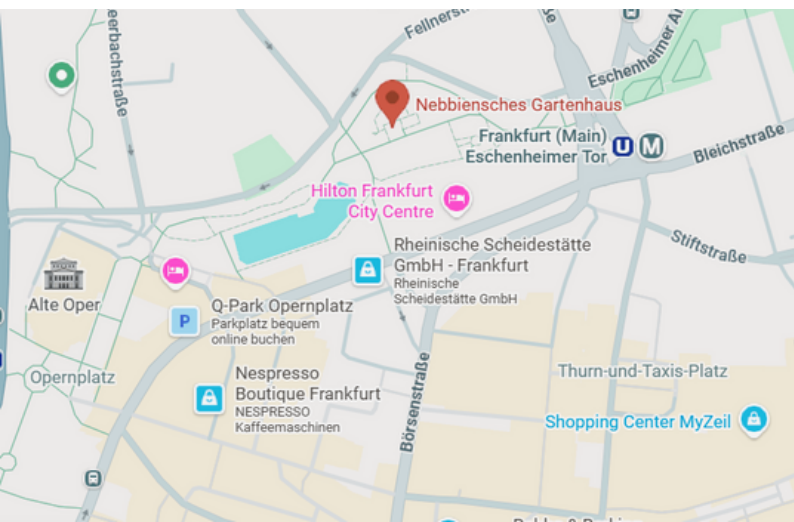 Fellnerst
eerbachstraße
ße
Eschenheimer A
Nebbiensches Gartenhaus
Frankfurt (Main)
Eschenheimer Tor
U
M
Bleichstraße
Hilton Frankfurt
City Centre
Stiftstraße
Rheinische Scheidestätte
GmbH - Frankfurt
Rheinische
Scheidestätte GmbH
Alte Oper
P
Q-Park Opernplatz
Parkplatz bequem
online buchen
Opernplatz
Nespresso
Boutique Frankfurt
NESPRESSO
Kaffeemaschinen
Börsenstraße
Thurn-und-Taxis-Platz
Shopping Center MyZeil